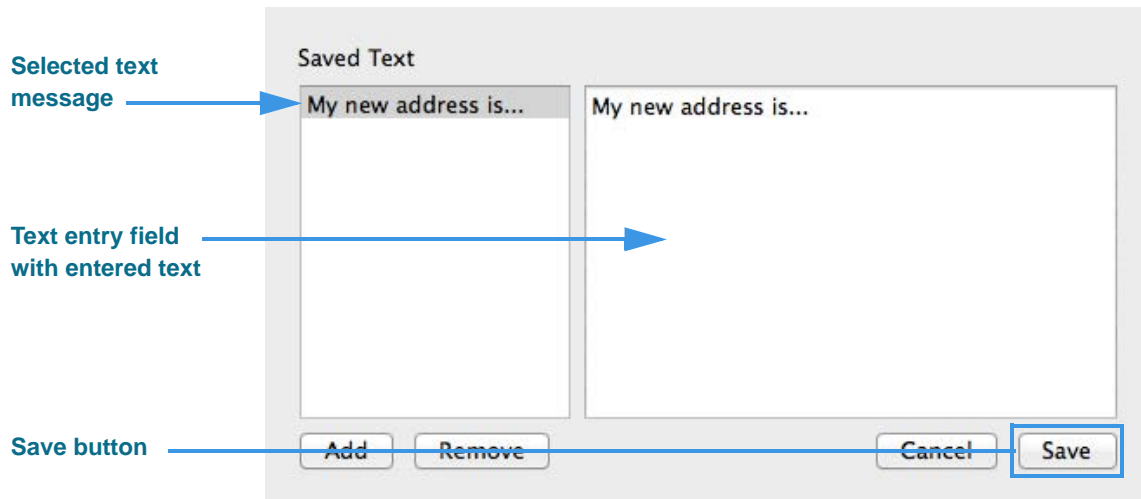 Saved Text
Selected text
message
My new address is...
My new address is...
Text entry field
with entered text
Save button
Add
Remove
Cancel
Save